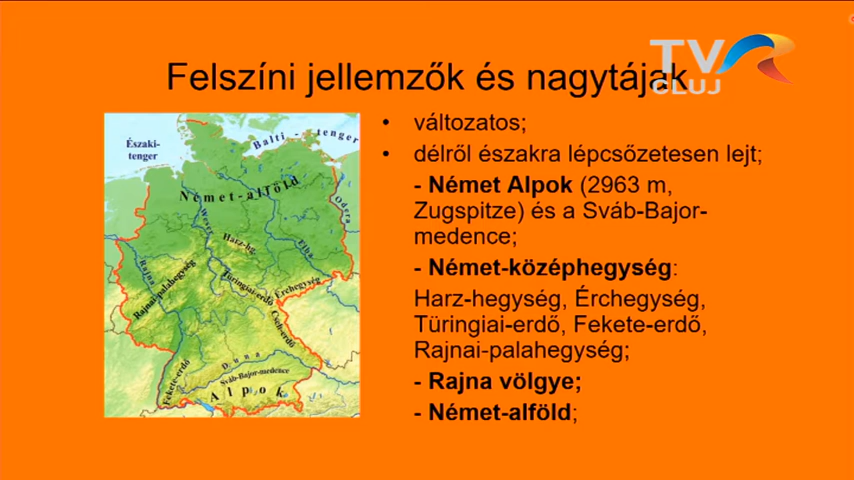 TVR
CLUJ
Felszíni jellemzők és nagytájak
• változatos;
• délről északra lépcsőzetesen lejt;
- Német Alpok (2963 m,
Zugspitze) és a Sváb-Bajor-
medence;
- Német-középhegység:
Harz-hegység, Érchegység,
Türingiai-erdő, Fekete-erdő,
Rajnai-palahegység;
- Rajna völgye;
- Német-alföld;
Északi-
tenger
Balti-tenger
Német-alföld
Odera
Weser
Harz-hg.
Elba
Rajna
Rajnai-palahegység
Türingiai-erdő
Érchegység
Cseh-erdő
Duna
Sváb-Bajor-medence
Fekete-erdő
Alpok